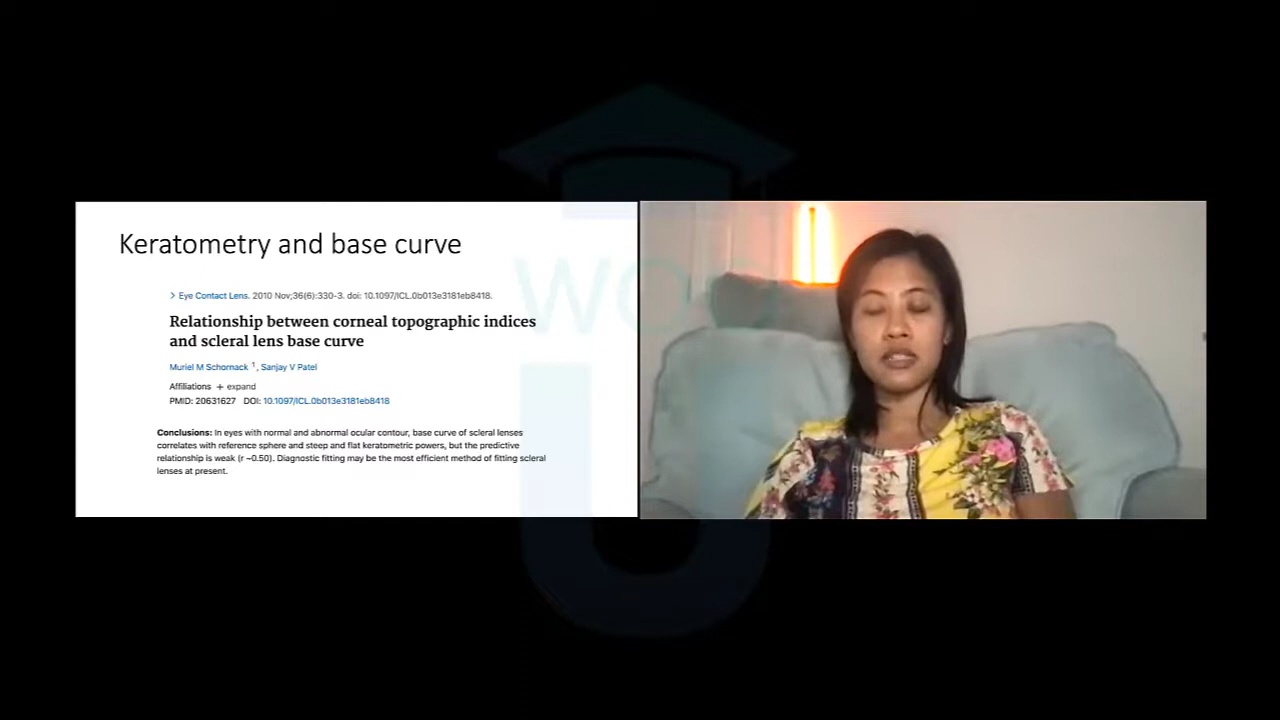 Keratometry and base curve
> Eye Contact Lens. 2010 Nov;36(6):330-3. doi: 10.1097/ICL.0b013e3181eb8418.
Relationship between corneal topographic indices
and scleral lens base curve
Muriel M Schornack 1, Sanjay V Patel
Affiliations + expand
PMID: 20631627 DOI: 10.1097/ICL.0b013e3181eb8418
Conclusions: In eyes with normal and abnormal ocular contour, base curve of scleral lenses
correlates with reference sphere and steep and flat keratometric powers, but the predictive
relationship is weak (r ~0.50). Diagnostic fitting may be the most efficient method of fitting scleral
lenses at present.
WOO
U